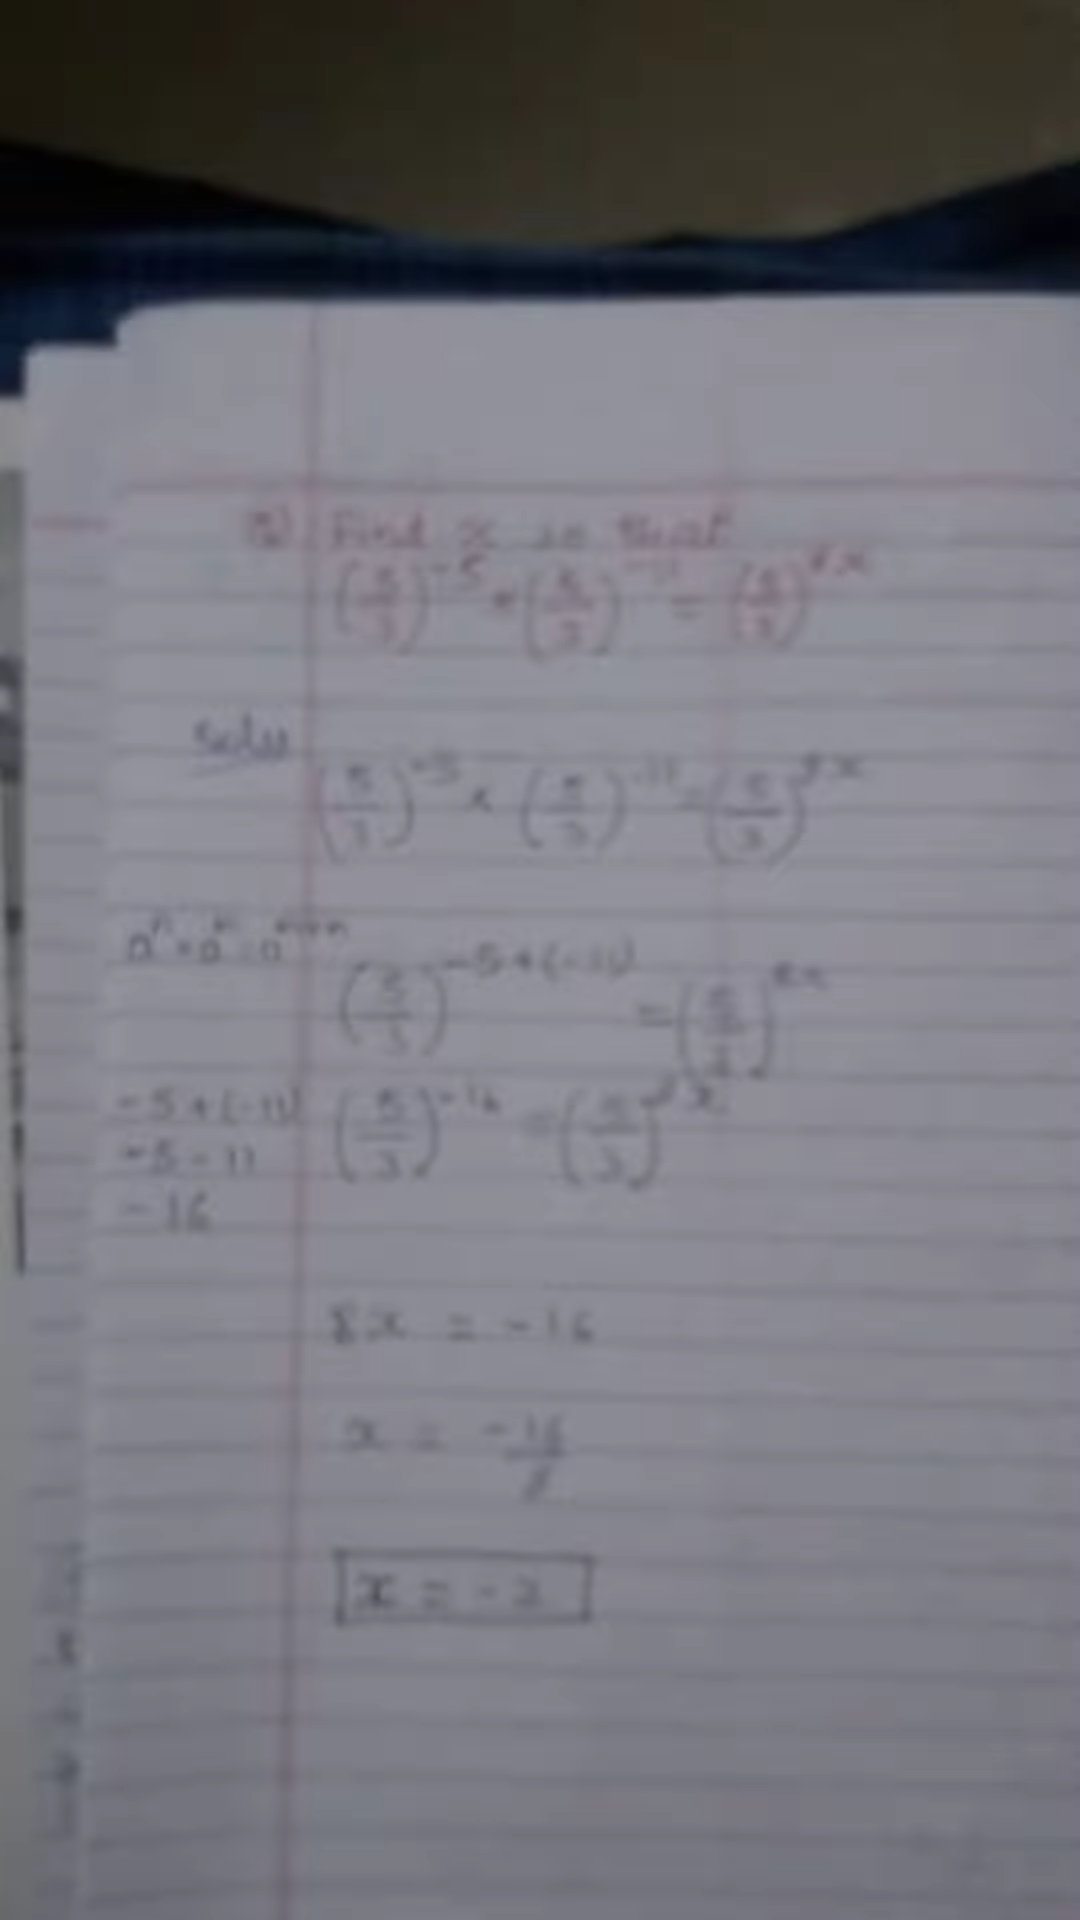 Find x so that
(5/3)^-5 × (5/3)^-11 = (5/3)^8x
Soln
(5/3)^-5 × (5/3)^-11 = (5/3)^8x
a^m × a^n = a^m+n
(5/3)^-5+(-11) = (5/3)^8x
-5+(-11) (5/3)^-16 = (5/3)^8x
-5-11
-16
8x = -16
x = -16/8
x = -2